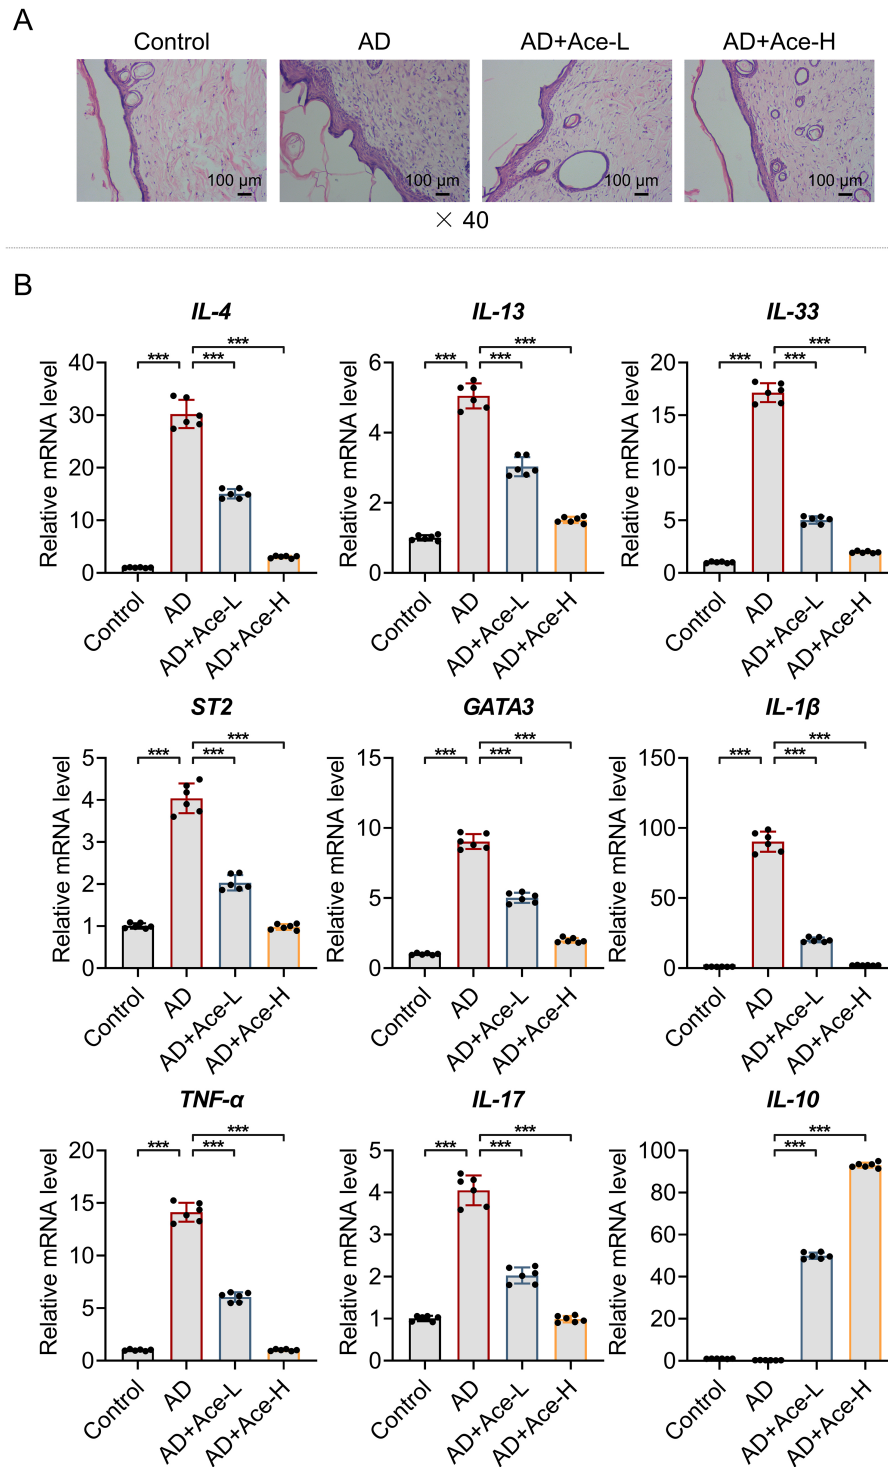 A
Control
AD
AD+Ace-L
AD+Ace-H
100 µm
100 µm
100 µm
100 µm
× 40
B
IL-4
Relative mRNA level
40
30
20
10
0
***
***
***
Control
AD
AD+Ace-L
AD+Ace-H
IL-13
Relative mRNA level
6
4
2
0
***
***
***
Control
AD
AD+Ace-L
AD+Ace-H
IL-33
Relative mRNA level
20
15
10
5
0
***
***
***
Control
AD
AD+Ace-L
AD+Ace-H
ST2
Relative mRNA level
5
4
3
2
1
0
***
***
***
Control
AD
AD+Ace-L
AD+Ace-H
GATA3
Relative mRNA level
15
10
5
0
***
***
***
Control
AD
AD+Ace-L
AD+Ace-H
IL-1β
Relative mRNA level
150
100
50
0
***
***
***
Control
AD
AD+Ace-L
AD+Ace-H
TNF-α
Relative mRNA level
20
15
10
5
0
***
***
***
Control
AD
AD+Ace-L
AD+Ace-H
IL-17
Relative mRNA level
5
4
3
2
1
0
***
***
***
Control
AD
AD+Ace-L
AD+Ace-H
IL-10
Relative mRNA level
100
80
60
40
20
0
***
***
Control
AD
AD+Ace-L
AD+Ace-H